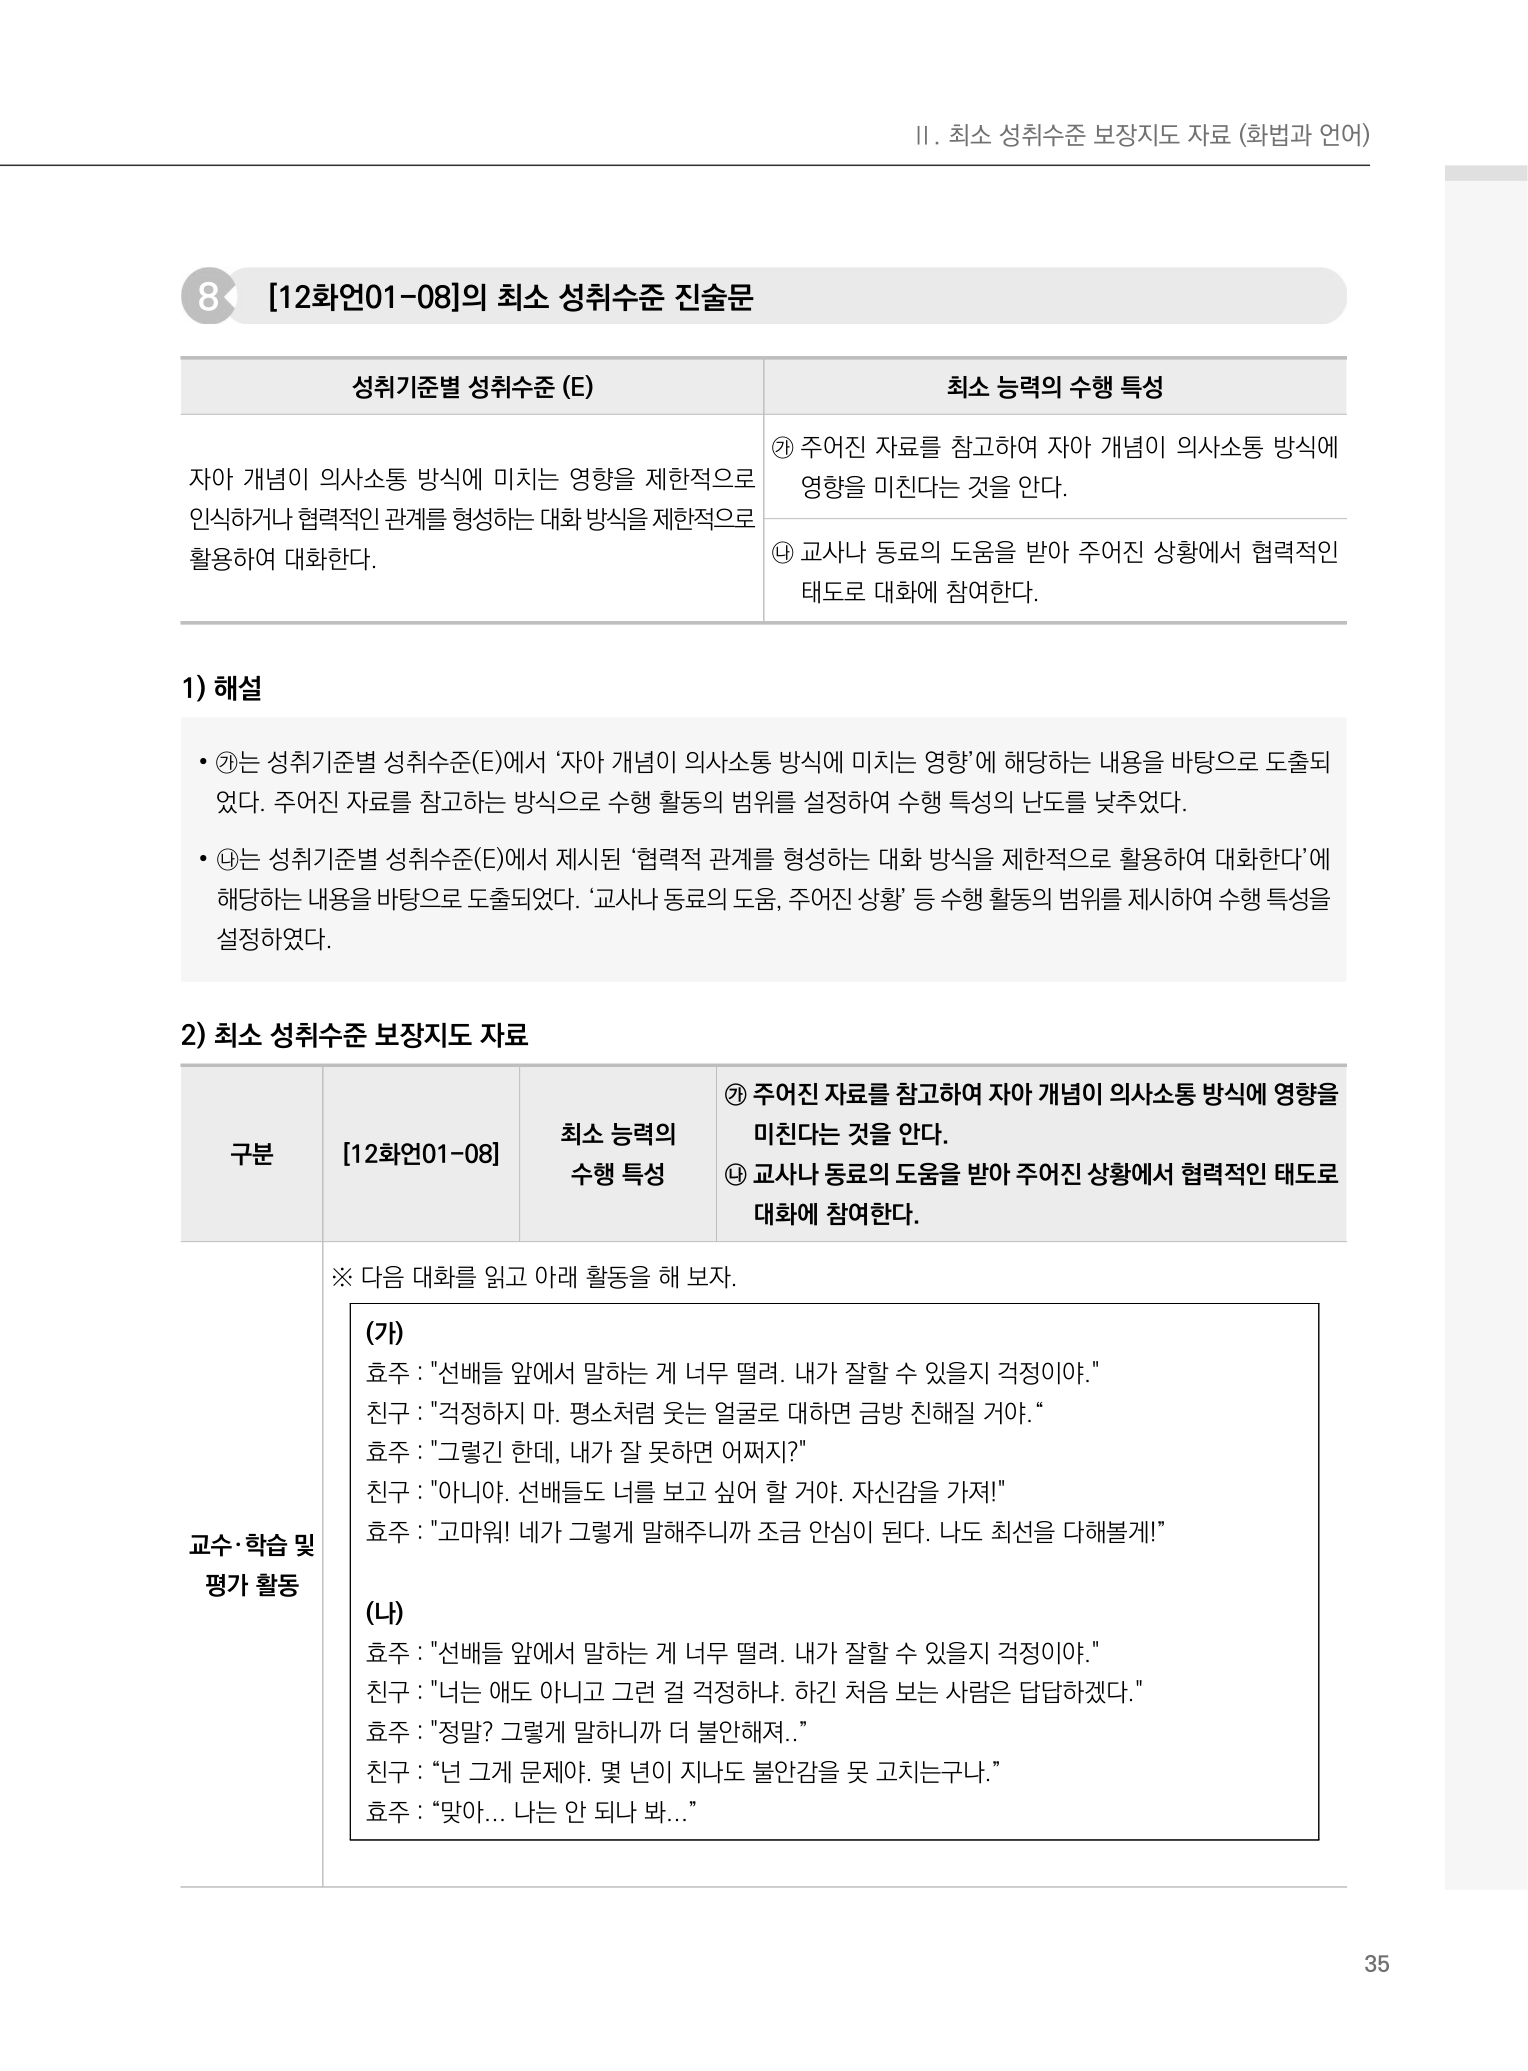 Ⅱ. 최소 성취수준 보장지도 자료 (화법과 언어)
8 [12화언01-08]의 최소 성취수준 진술문
성취기준별 성취수준 (E)
최소 능력의 수행 특성
자아 개념이 의사소통 방식에 미치는 영향을 제한적으로
인식하거나 협력적인 관계를 형성하는 대화 방식을 제한적으로
활용하여 대화한다.
㉮ 주어진 자료를 참고하여 자아 개념이 의사소통 방식에
영향을 미친다는 것을 안다.
㉯ 교사나 동료의 도움을 받아 주어진 상황에서 협력적인
태도로 대화에 참여한다.
1) 해설
• ㉮는 성취기준별 성취수준(E)에서 ‘자아 개념이 의사소통 방식에 미치는 영향’에 해당하는 내용을 바탕으로 도출되
었다. 주어진 자료를 참고하는 방식으로 수행 활동의 범위를 설정하여 수행 특성의 난도를 낮추었다.
• ㉯는 성취기준별 성취수준(E)에서 제시된 ‘협력적 관계를 형성하는 대화 방식을 제한적으로 활용하여 대화한다’에
해당하는 내용을 바탕으로 도출되었다. ‘교사나 동료의 도움, 주어진 상황’ 등 수행 활동의 범위를 제시하여 수행 특성을
설정하였다.
2) 최소 성취수준 보장지도 자료
구분
[12화언01-08]
최소 능력의
수행 특성
㉮ 주어진 자료를 참고하여 자아 개념이 의사소통 방식에 영향을
미친다는 것을 안다.
㉯ 교사나 동료의 도움을 받아 주어진 상황에서 협력적인 태도로
대화에 참여한다.
교수·학습 및
평가 활동
※ 다음 대화를 읽고 아래 활동을 해 보자.
(가)
효주 : "선배들 앞에서 말하는 게 너무 떨려. 내가 잘할 수 있을지 걱정이야."
친구 : "걱정하지 마. 평소처럼 웃는 얼굴로 대하면 금방 친해질 거야.“
효주 : "그렇긴 한데, 내가 잘 못하면 어쩌지?"
친구 : "아니야. 선배들도 너를 보고 싶어 할 거야. 자신감을 가져!"
효주 : "고마워! 네가 그렇게 말해주니까 조금 안심이 된다. 나도 최선을 다해볼게!”
(나)
효주 : "선배들 앞에서 말하는 게 너무 떨려. 내가 잘할 수 있을지 걱정이야."
친구 : "너는 애도 아니고 그런 걸 걱정하냐. 하긴 처음 보는 사람은 답답하겠다."
효주 : "정말? 그렇게 말하니까 더 불안해져..”
친구 : “넌 그게 문제야. 몇 년이 지나도 불안감을 못 고치는구나.”
효주 : “맞아... 나는 안 되나 봐...”
35